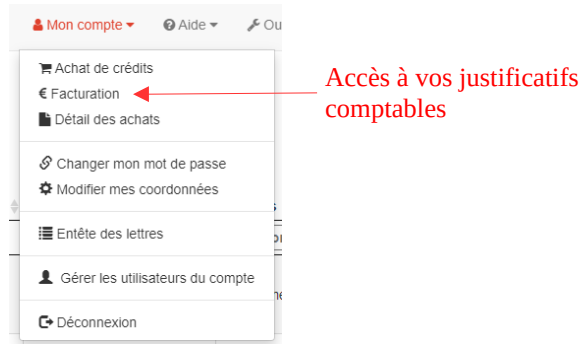 Mon compte
Aide
Ou
Achat de crédits
€ Facturation
Accès à vos justificatifs
comptables
Détail des achats
Changer mon mot de passe
Modifier mes coordonnées
Entête des lettres
Gérer les utilisateurs du compte
Déconnexion